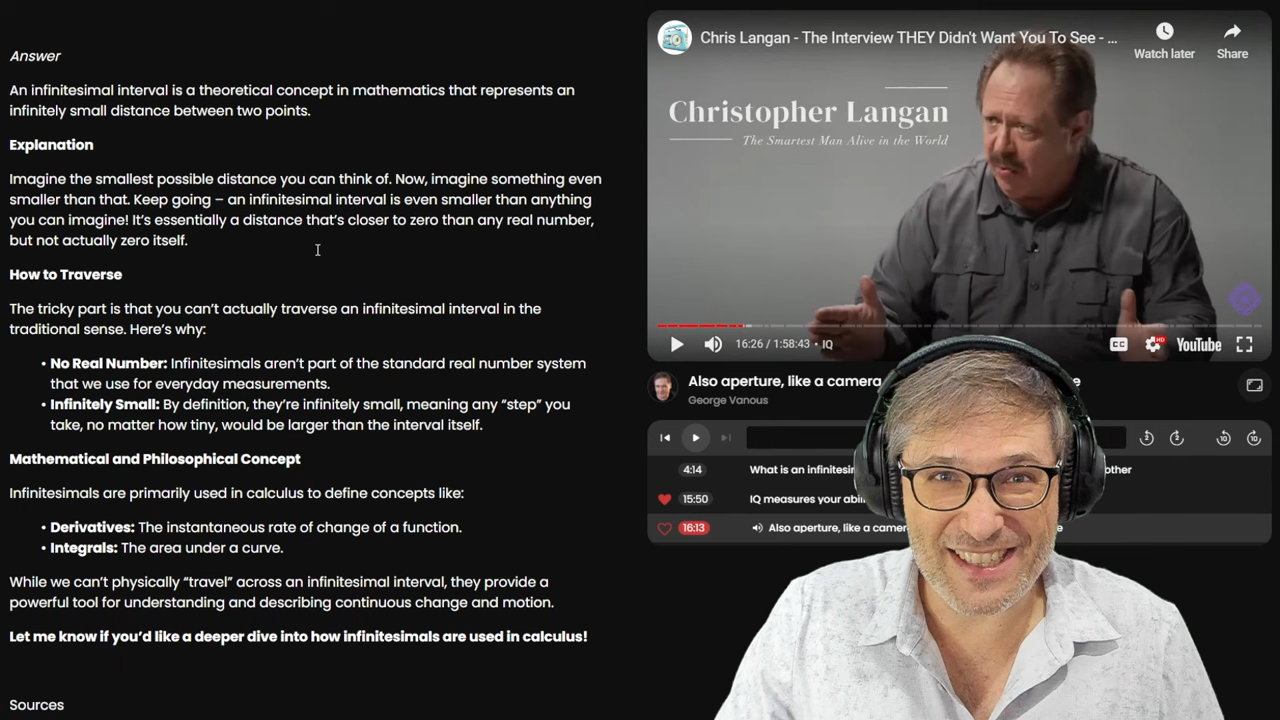 Answer
An infinitesimal interval is a theoretical concept in mathematics that represents an
infinitely small distance between two points.
Explanation
Imagine the smallest possible distance you can think of. Now, imagine something even
smaller than that. Keep going – an infinitesimal interval is even smaller than anything
you can imagine! It’s essentially a distance that’s closer to zero than any real number,
but not actually zero itself.
How to Traverse
The tricky part is that you can’t actually traverse an infinitesimal interval in the
traditional sense. Here’s why:
• No Real Number: Infinitesimals aren’t part of the standard real number system
that we use for everyday measurements.
• Infinitely Small: By definition, they’re infinitely small, meaning any “step” you
take, no matter how tiny, would be larger than the interval itself.
Mathematical and Philosophical Concept
Infinitesimals are primarily used in calculus to define concepts like:
• Derivatives: The instantaneous rate of change of a function.
• Integrals: The area under a curve.
While we can’t physically “travel” across an infinitesimal interval, they provide a
powerful tool for understanding and describing continuous change and motion.
Let me know if you’d like a deeper dive into how infinitesimals are used in calculus!
Sources
Chris Langan - The Interview THEY Didn't Want You To See - ...
Watch later
Share
Christopher Langan
The Smartest Man Alive in the World
16:26 / 1:58:43 • IQ
CC
HD
YouTube
Also aperture, like a camera
George Vanous
2 2 10 10
4:14 What is an other
15:50 IQ measures your
16:13 Also aperture, like a